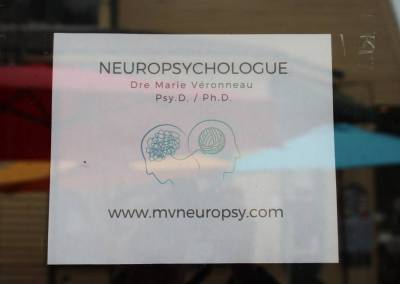 NEUROPSYCHOLOGUE
Dre Marie Véronneau
Psy.D. / Ph.D.
www.mvneuropsy.com